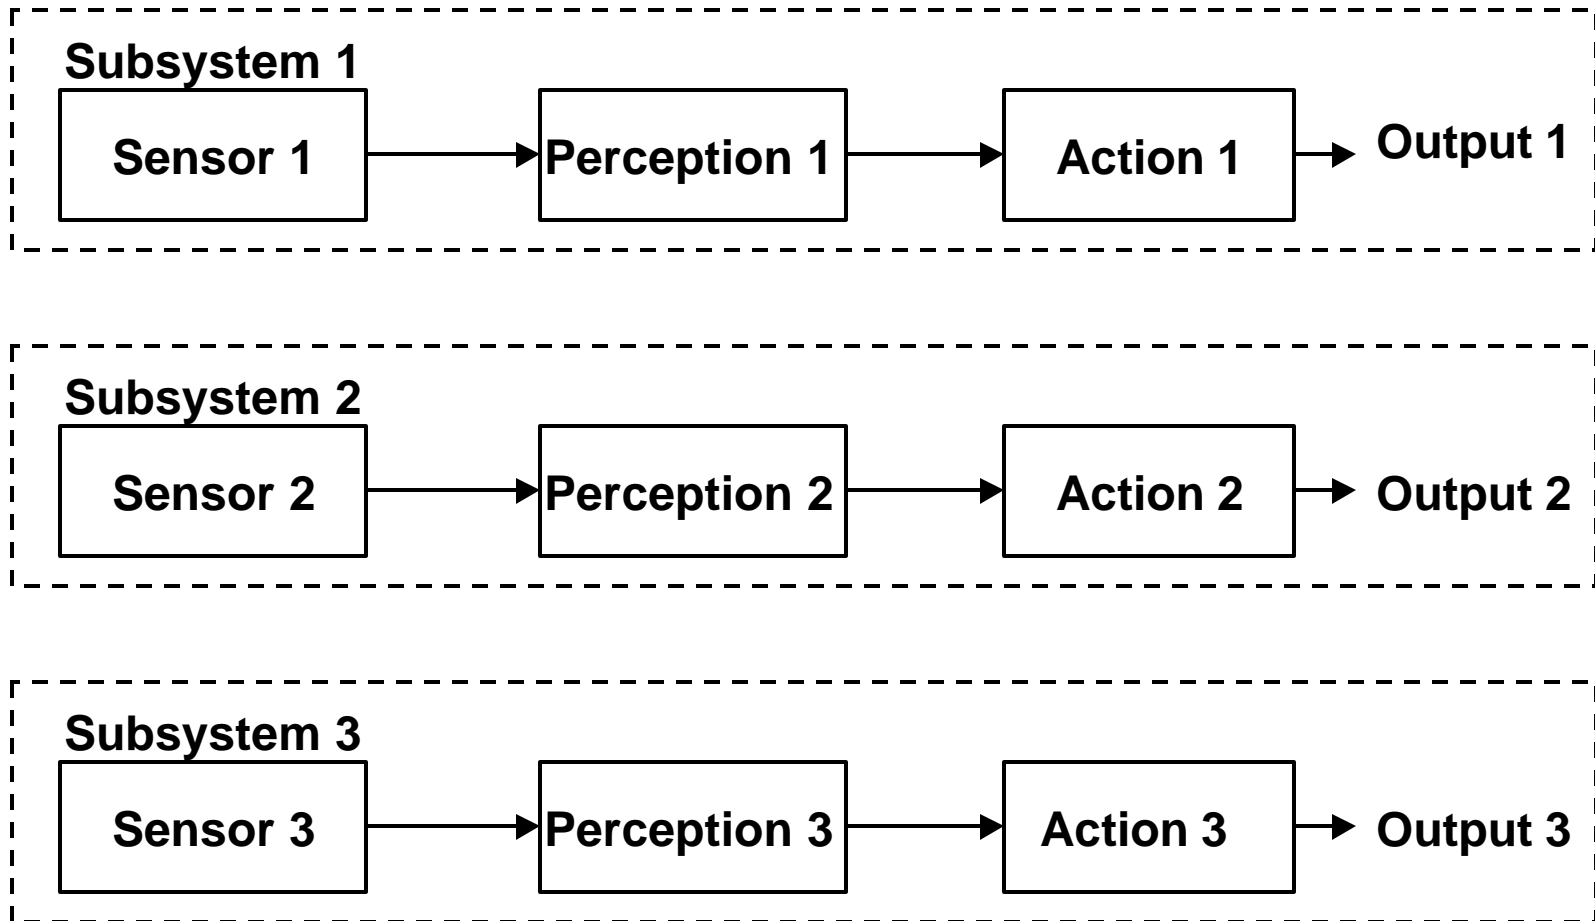 Subsystem 1
Sensor 1
Perception 1
Action 1
Output 1
Subsystem 2
Sensor 2
Perception 2
Action 2
Output 2
Subsystem 3
Sensor 3
Perception 3
Action 3
Output 3